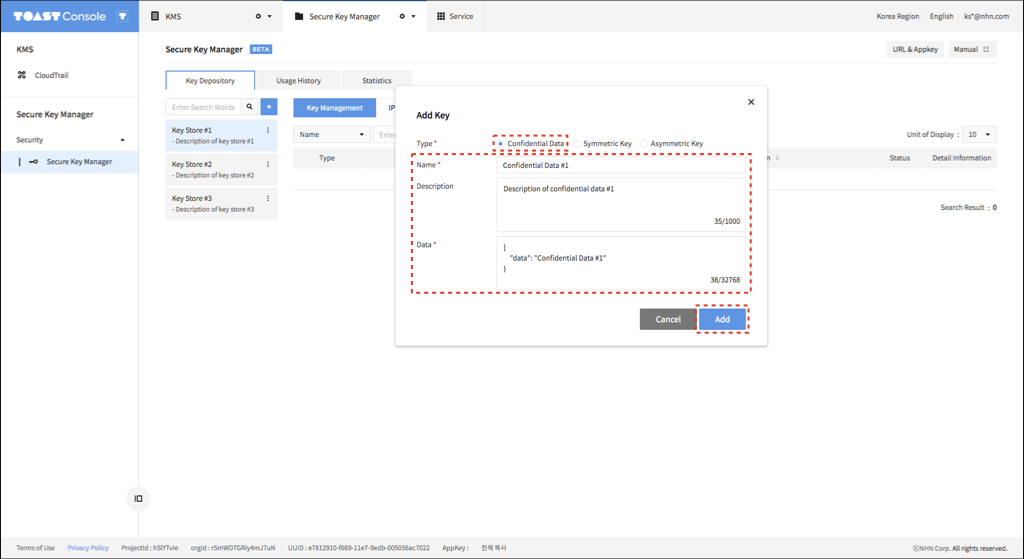 TOAST Console
KMS
Secure Key Manager
Service
Korea Region
English
ks*@nhn.com
KMS
CloudTrail
Secure Key Manager
Security
Secure Key Manager
Secure Key Manager BETA
URL & Appkey
Manual
Key Depository
Usage History
Statistics
Enter Search Words
+
Key Management
IP
Key Store #1
- Description of key store #1
Key Store #2
- Description of key store #2
Key Store #3
- Description of key store #3
Name
Enter
Unit of Display : 10
Type
Status
Detail Information
Search Result : 0
Add Key
Type * Confidential Data Symmetric Key Asymmetric Key
Name * Confidential Data #1
Description Description of confidential data #1
35/1000
Data * {
"data": "Confidential Data #1"
}
38/32768
Cancel
Add
Terms of Use Privacy Policy ProjectId : hSlYTvle orgId : r5mWDTGRiy4mJ7uN UUID : e7812910-f669-11e7-9edb-005056ac7022 AppKey : 전체 복사
ⓒNHN Corp. All rights reserved.